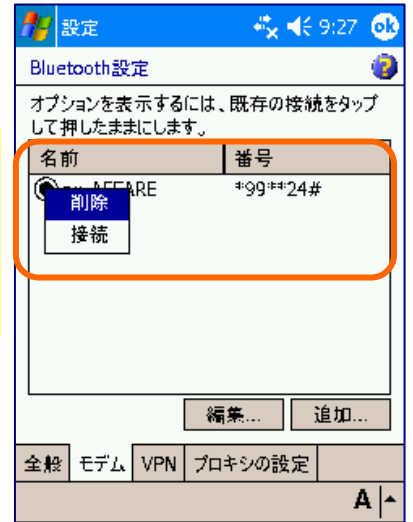 設定 9:27 ok
Bluetooth設定
オプションを表示するには、既存の接続をタップ
して押したままにします。
名前 番号
ARE *99**24#
削除
接続
編集... 追加...
全般 モデム VPN プロキシの設定
A